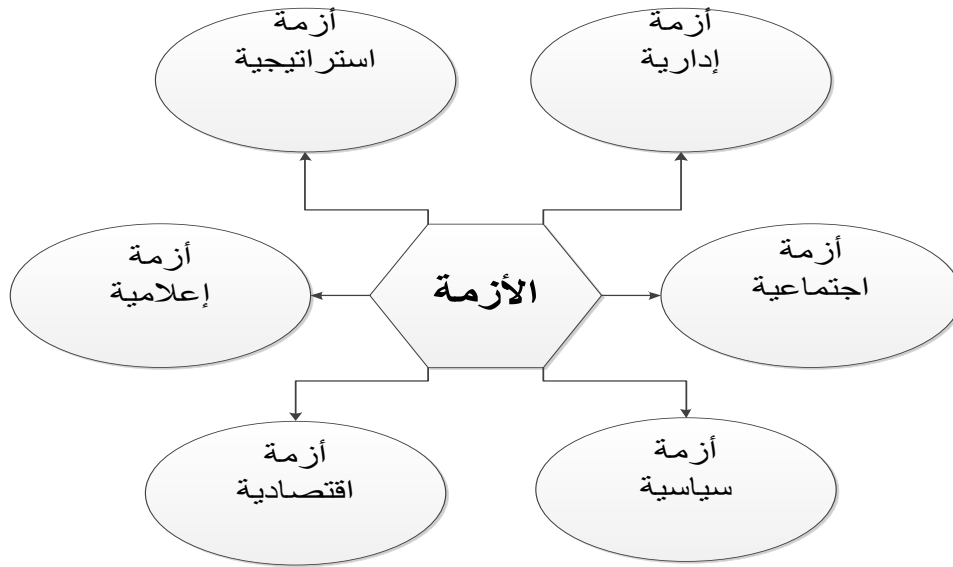 أزمة
إدارية
أزمة
استراتيجية
أزمة
اجتماعية
الأزمة
أزمة
إعلامية
أزمة
سياسية
أزمة
اقتصادية